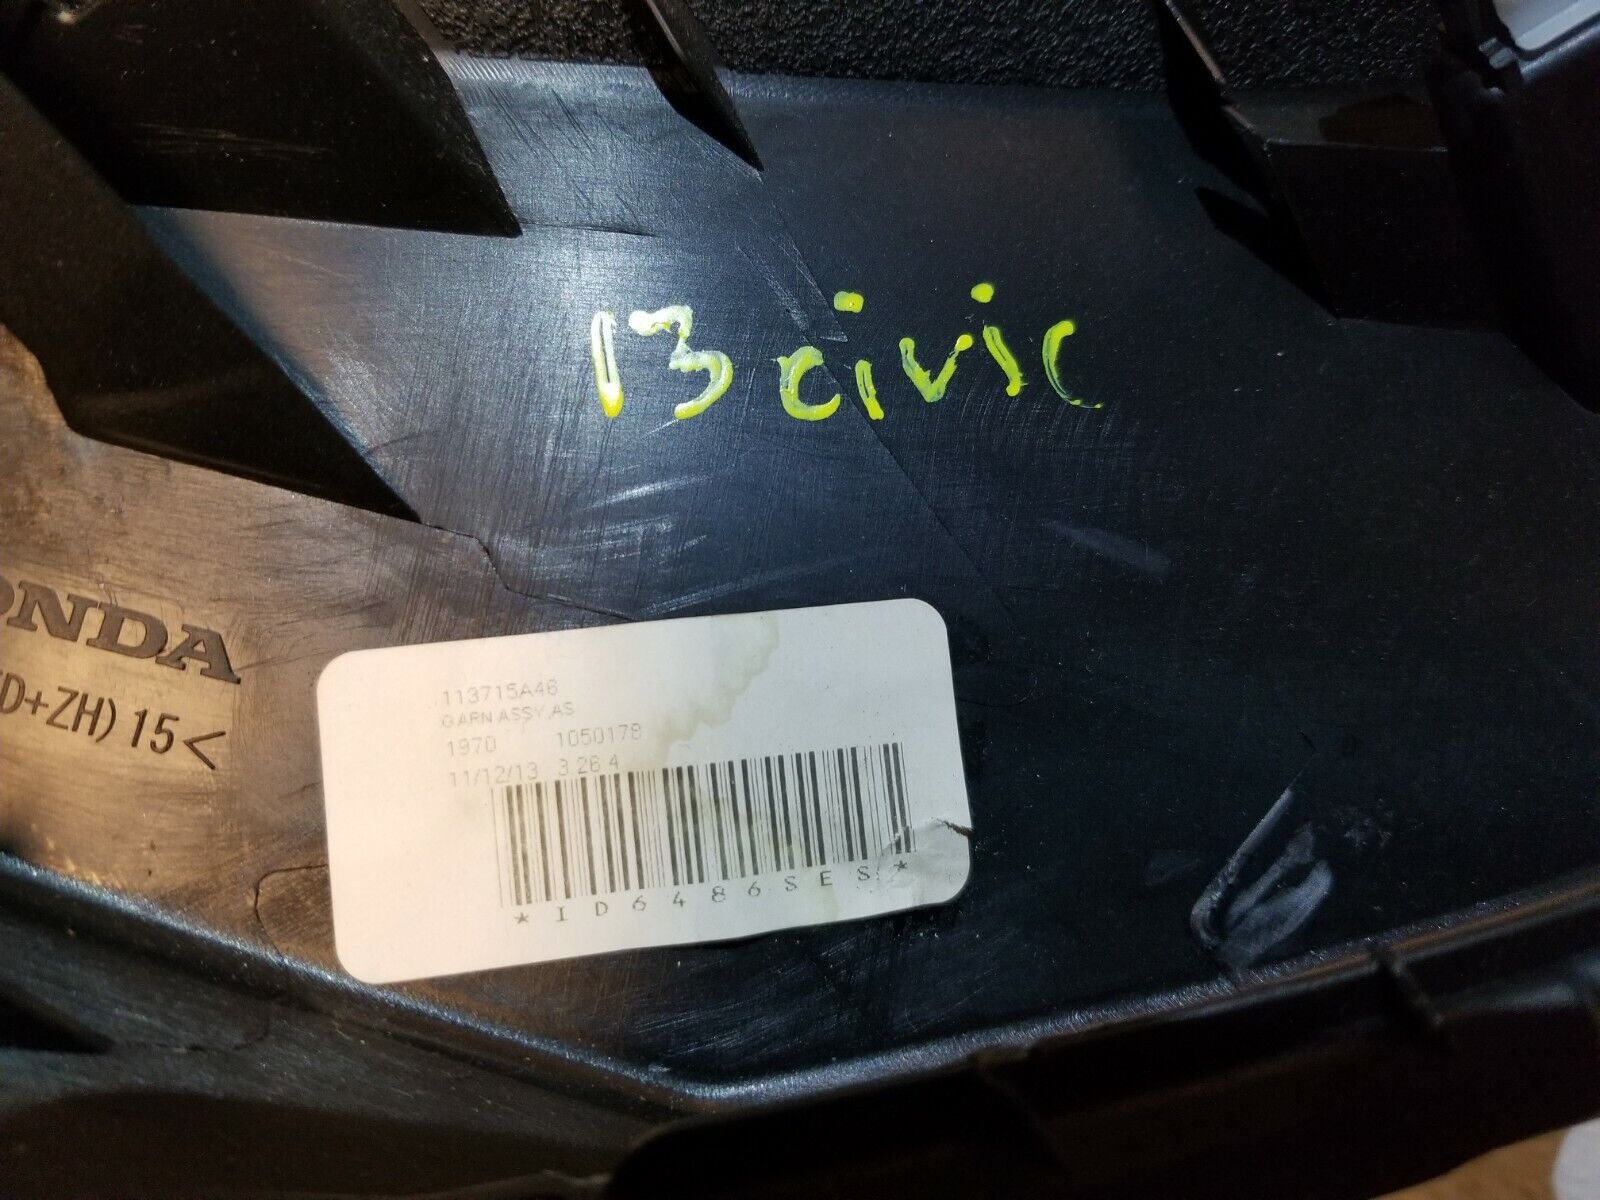 13 civic
ONDA
D+ZH) 15<
113715A46
GARN ASSY,AS
1970 1050178
11/12/13 3 26 4
*ID6486SES*